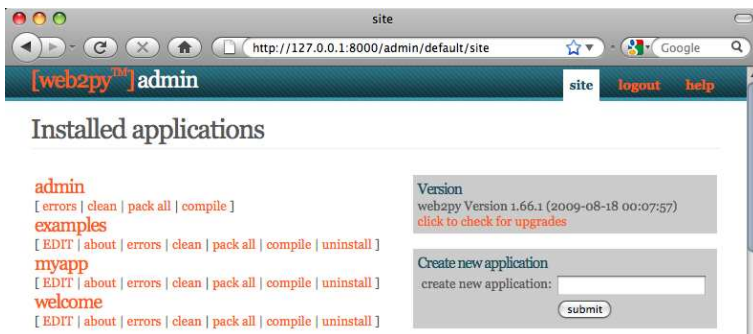 site
http://127.0.0.1:8000/admin/default/site
Google
[web2py™] admin
site logout help
Installed applications
admin
[ errors | clean | pack all | compile ]
examples
[ EDIT | about | errors | clean | pack all | compile | uninstall ]
myapp
[ EDIT | about | errors | clean | pack all | compile | uninstall ]
welcome
[ EDIT | about | errors | clean | pack all | compile | uninstall ]
Version
web2py Version 1.66.1 (2009-08-18 00:07:57)
click to check for upgrades
Create new application
create new application:
submit